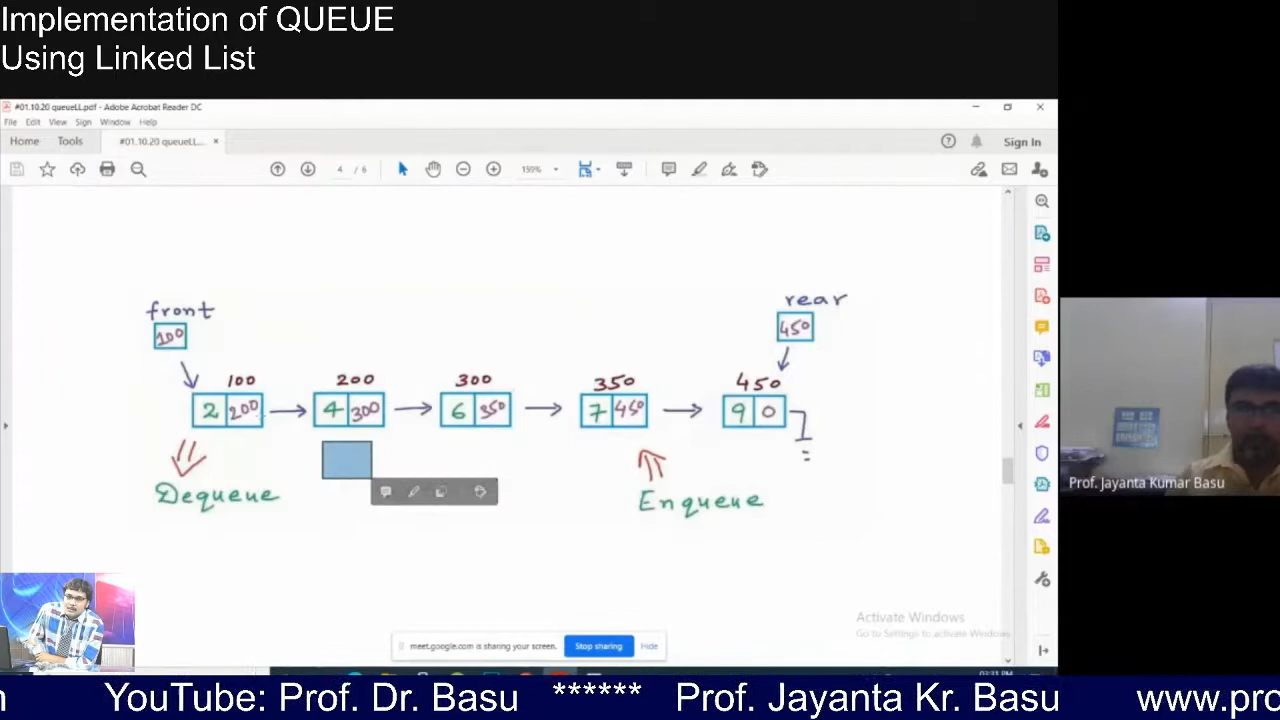 Implementation of QUEUE
Using Linked List
#01.10.20 queueLL.pdf - Adobe Acrobat Reader DC
File Edit View Sign Window Help
Home Tools #01.10.20 queueLL... × Sign In
4 / 6 159%
front
100
rear
450
100 200 300 350 450
2 200 4 300 6 350 7 450 9 0
Dequeue
Enqueue
Prof. Jayanta Kumar Basu
Activate Windows
Go to Settings to activate Windows.
meet.google.com is sharing your screen. Stop sharing Hide
03:31 PM
n YouTube: Prof. Dr. Basu ****** Prof. Jayanta Kr. Basu www.pro